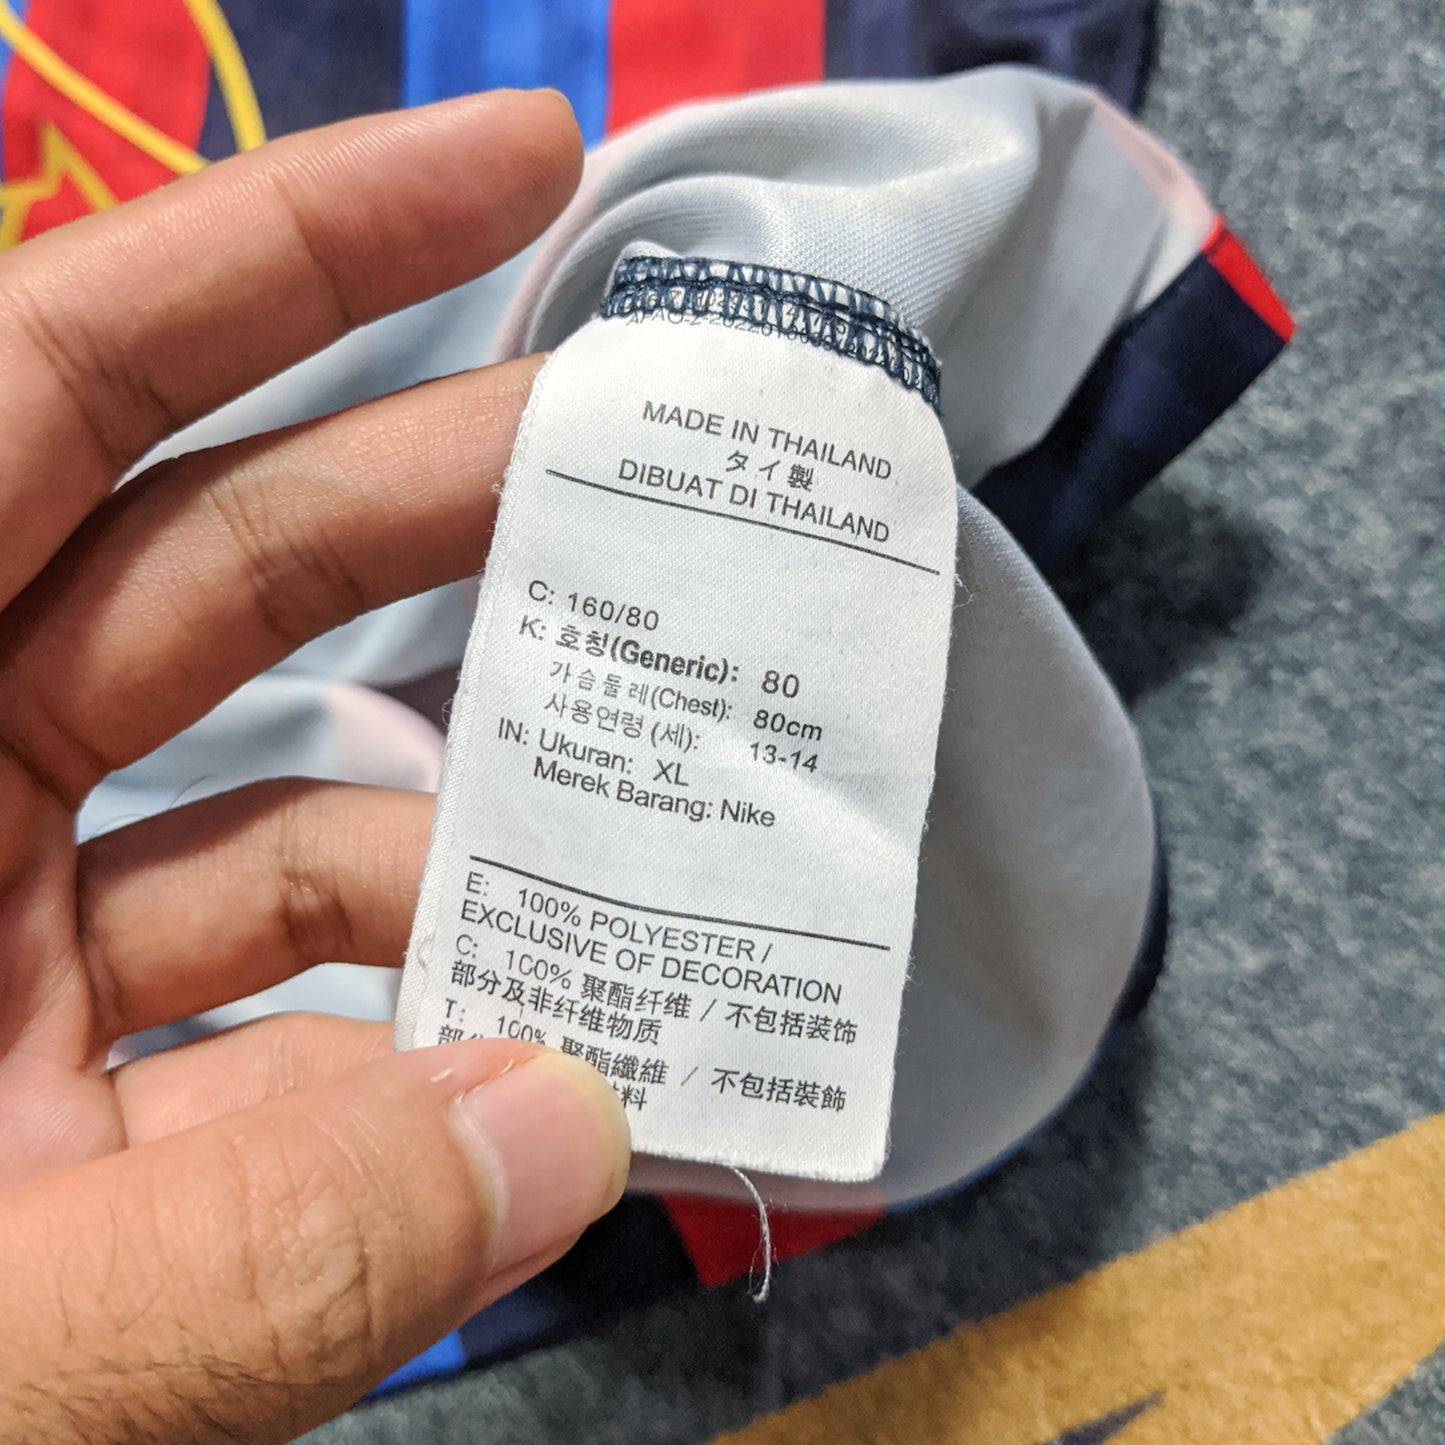 MADE IN THAILAND
タイ製
DIBUAT DI THAILAND
C: 160/80
K: 호칭(Generic): 80
가슴둘레(Chest): 80cm
사용연령 (세): 13-14
IN: Ukuran: XL
Merek Barang: Nike
E: 100% POLYESTER /
EXCLUSIVE OF DECORATION
C: 100% 聚酯纤维 / 不包括装饰
部分及非纤维物质
T: 100% 聚酯纖維 / 不包括裝飾
部
料